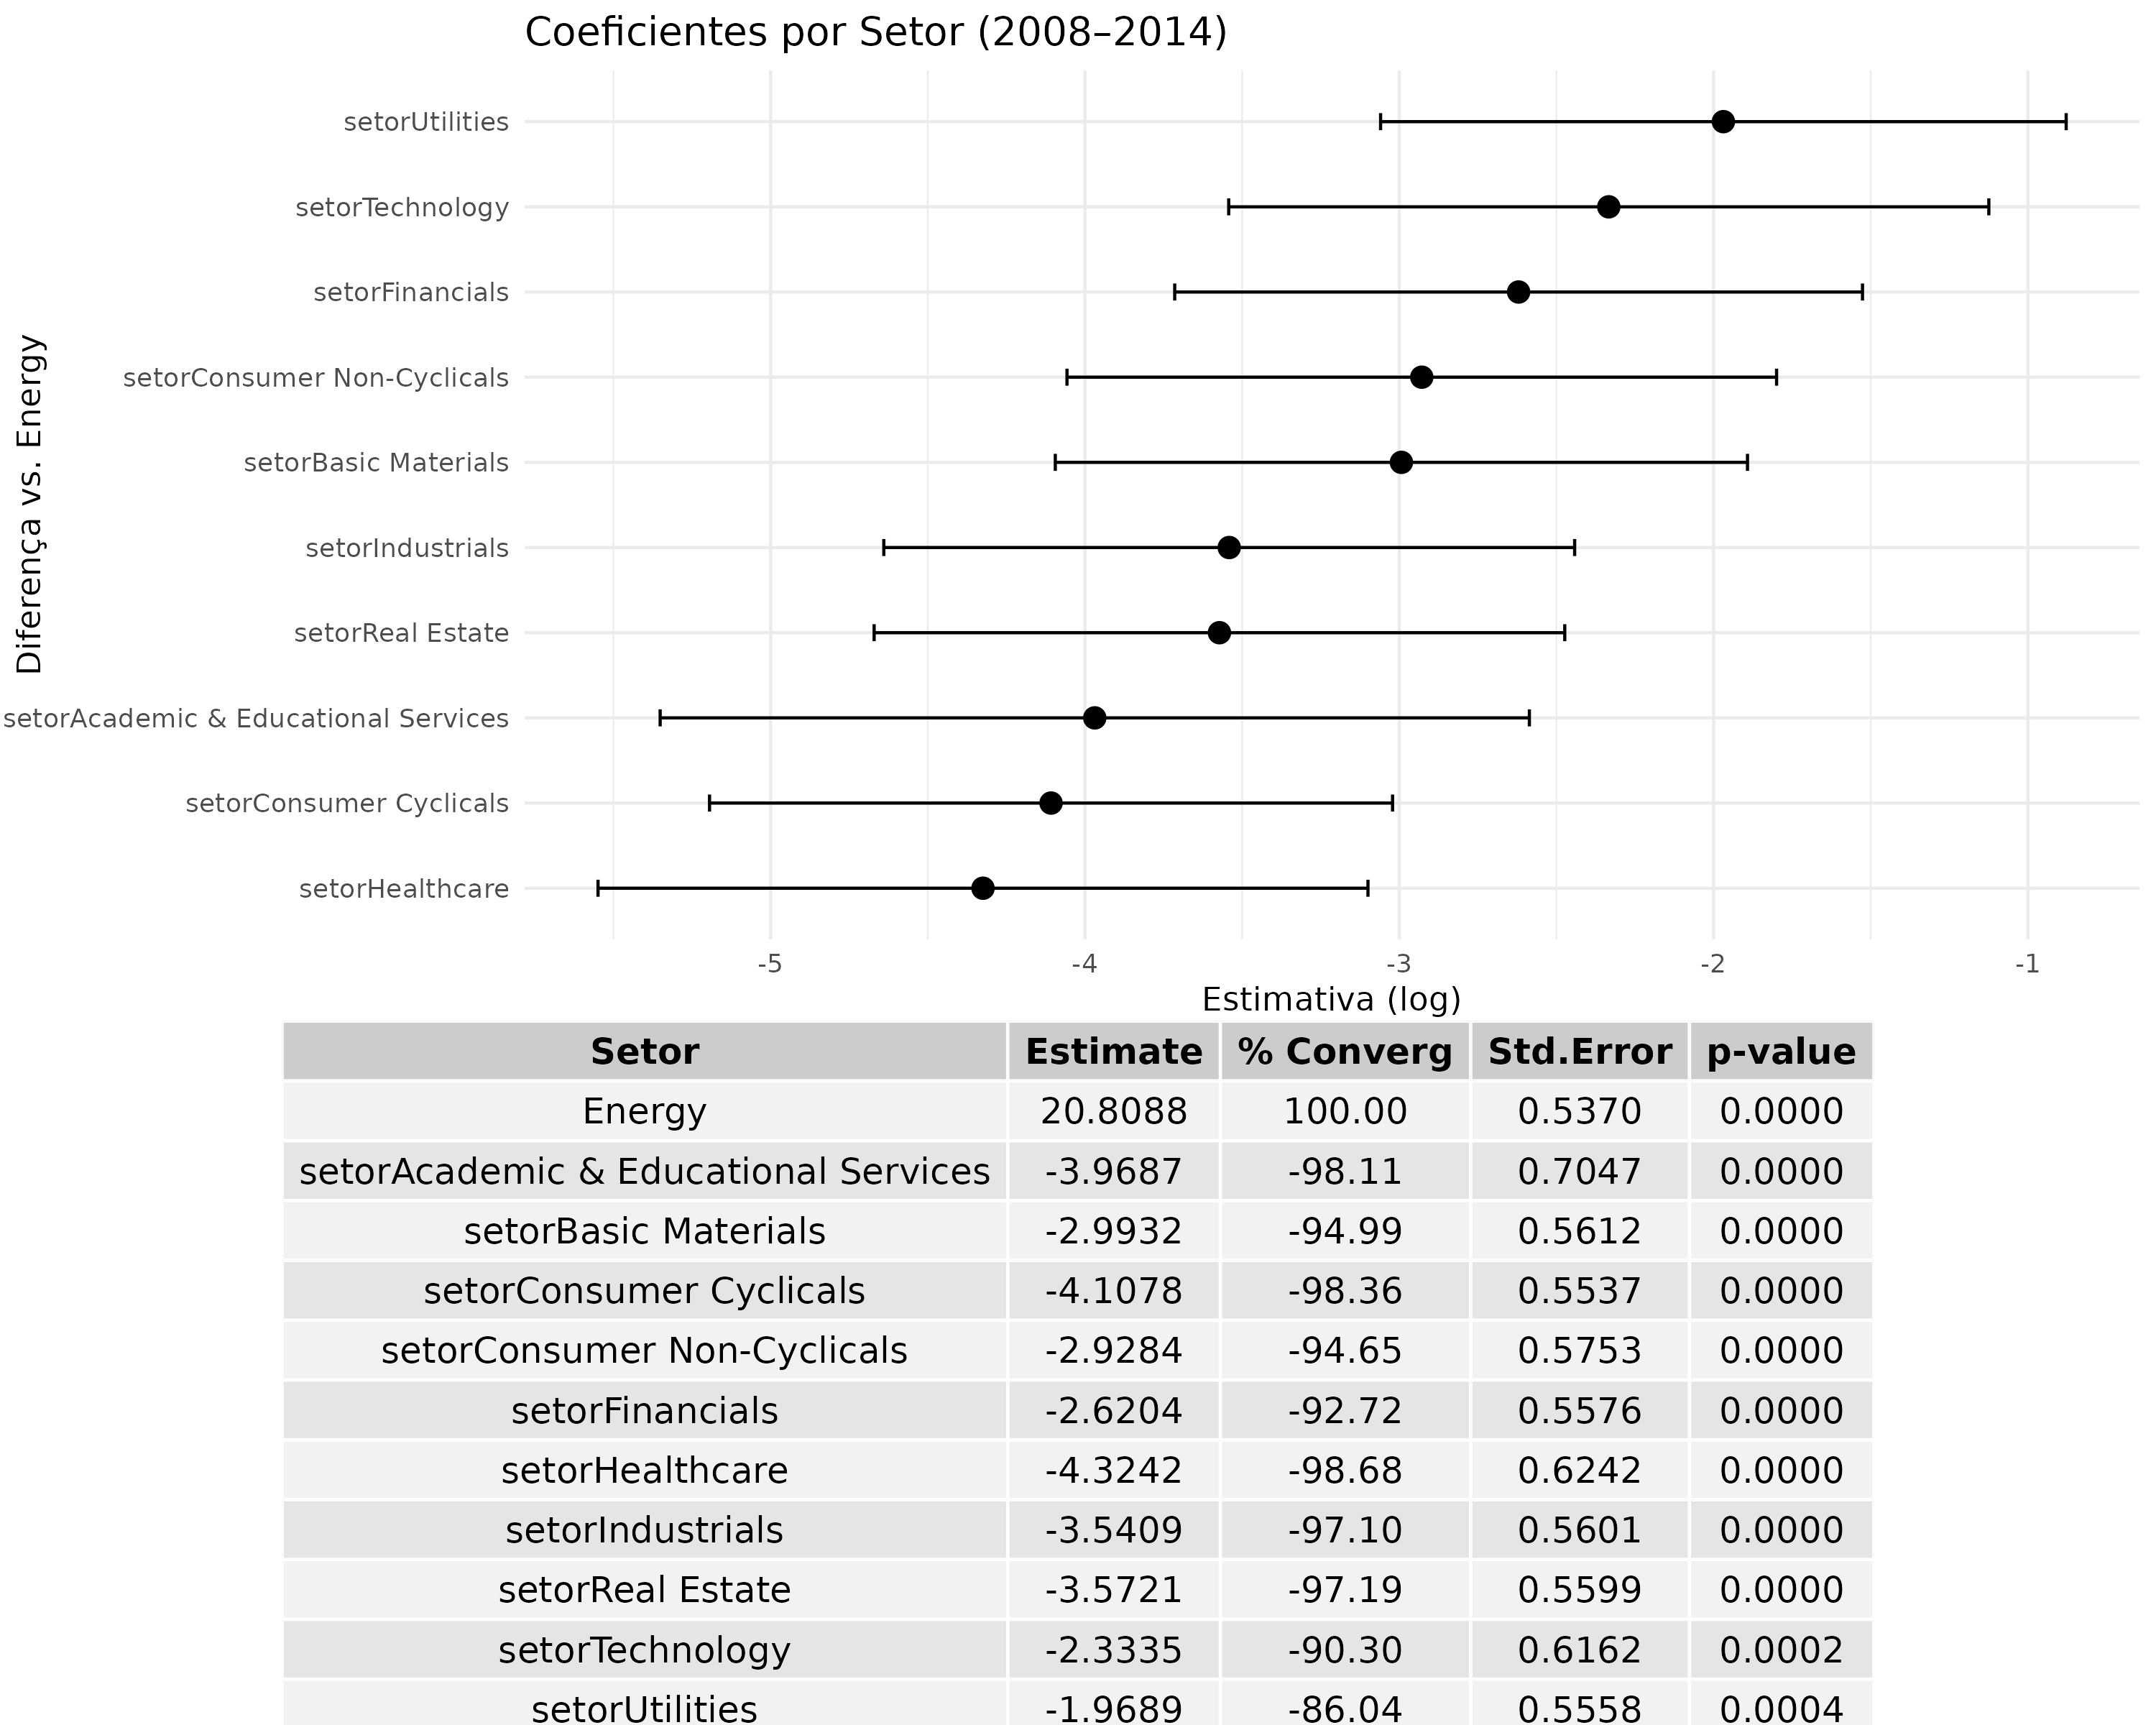 Coeficientes por Setor (2008–2014)
Diferença vs. Energy
setorUtilities
setorTechnology
setorFinancials
setorConsumer Non-Cyclicals
setorBasic Materials
setorIndustrials
setorReal Estate
setorAcademic & Educational Services
setorConsumer Cyclicals
setorHealthcare
-5 -4 -3 -2 -1
Estimativa (log)
Setor Estimate % Converg Std.Error p-value
Energy 20.8088 100.00 0.5370 0.0000
setorAcademic & Educational Services -3.9687 -98.11 0.7047 0.0000
setorBasic Materials -2.9932 -94.99 0.5612 0.0000
setorConsumer Cyclicals -4.1078 -98.36 0.5537 0.0000
setorConsumer Non-Cyclicals -2.9284 -94.65 0.5753 0.0000
setorFinancials -2.6204 -92.72 0.5576 0.0000
setorHealthcare -4.3242 -98.68 0.6242 0.0000
setorIndustrials -3.5409 -97.10 0.5601 0.0000
setorReal Estate -3.5721 -97.19 0.5599 0.0000
setorTechnology -2.3335 -90.30 0.6162 0.0002
setorUtilities -1.9689 -86.04 0.5558 0.0004